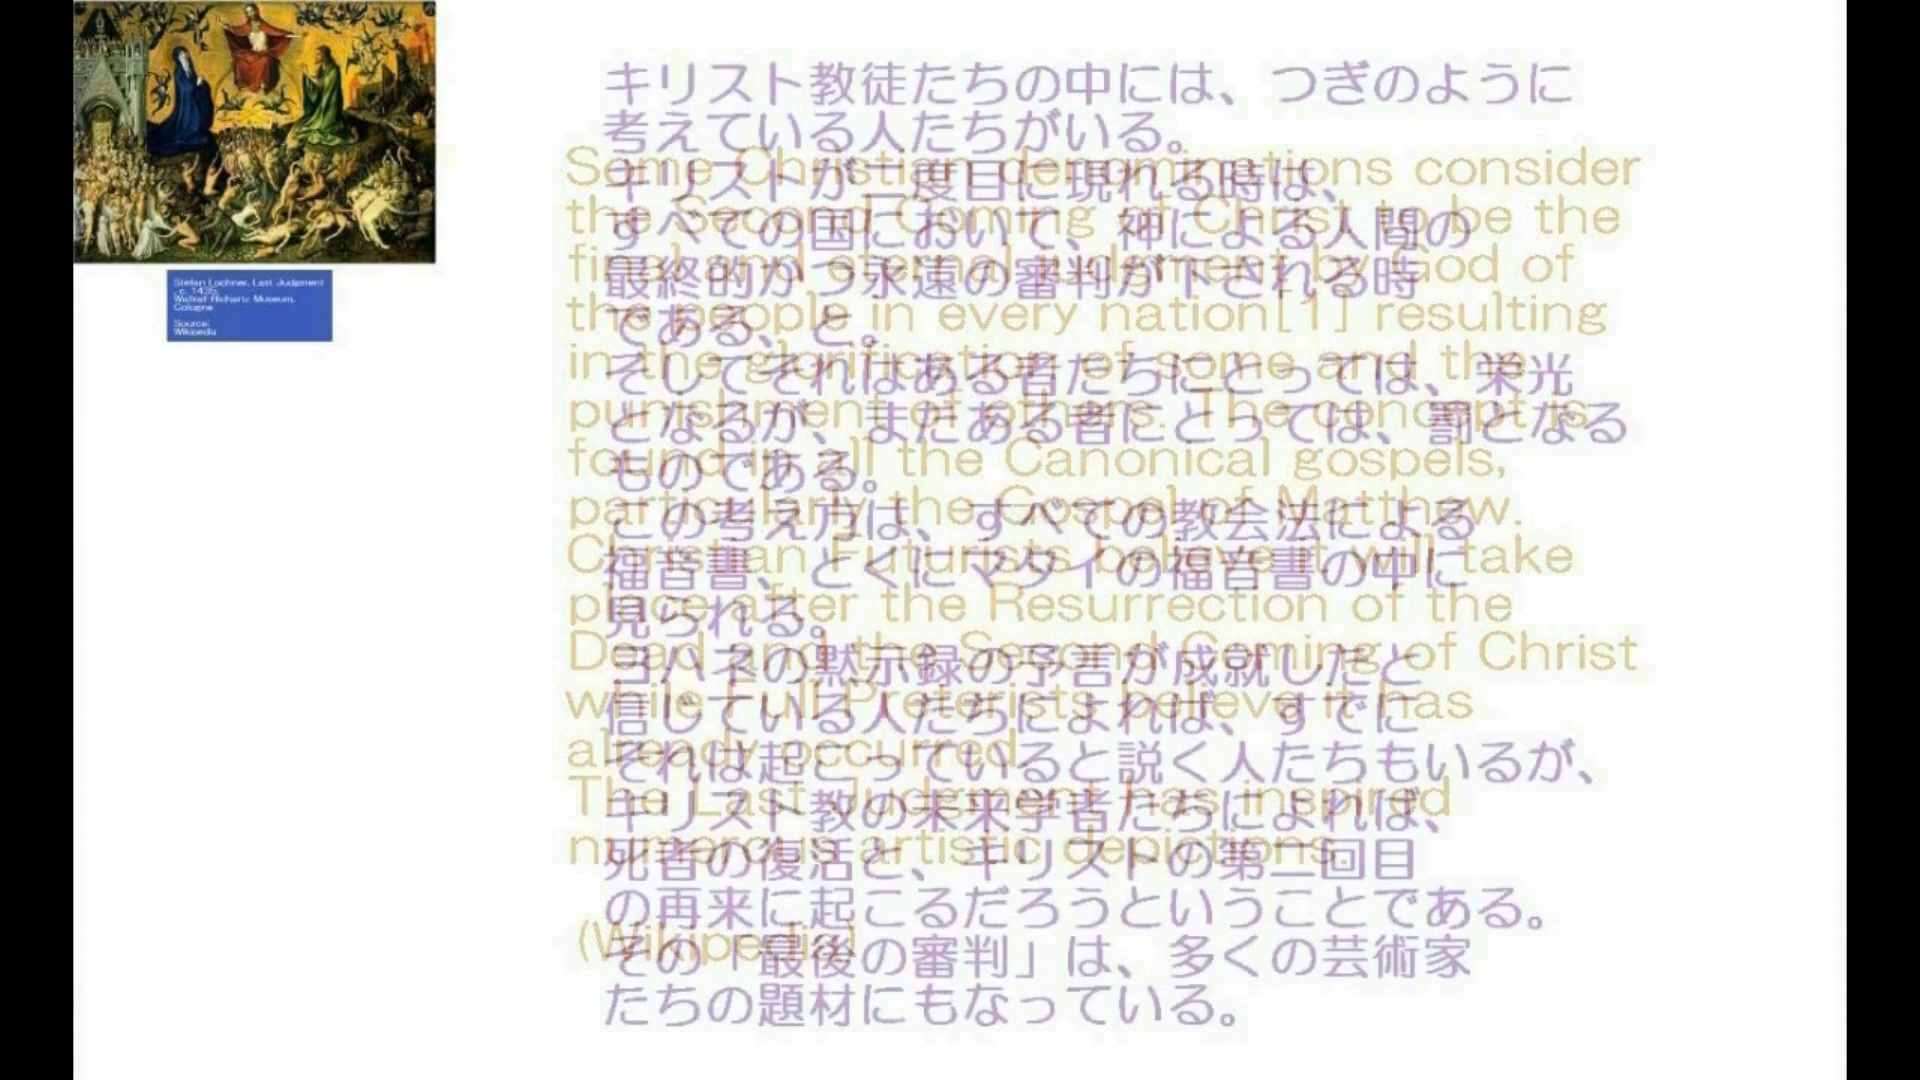 Stefan Lochner, Last Judgment
, c. 1435.
Wallraf-Richartz Museum,
Cologne
Source:
Wikipedia
キリスト教徒たちの中には、つぎのように
考えている人たちがいる。
キリストが二度目に現れる時は、
すべての国において、神による人間の
最終的かつ永遠の審判が下される時
である、と。
そしてそれはある者たちにとっては、栄光
となるが、またある者にとっては、罰となる
ものである。
この考え方は、すべての教会法による
福音書、とくにマタイの福音書の中に
見られる。
ヨハネの黙示録の予言が成就したと
信じている人たちによれば、すでに
それは起こっていると説く人たちもいるが、
キリスト教の未来学者たちによれば、
死者の復活と、キリストの第二回目
の再来に起こるだろうということである。
その「最後の審判」は、多くの芸術家
たちの題材にもなっている。
Some Christian denominations consider
the Second Coming of Christ to be the
final and eternal judgment by God of
the people in every nation[1] resulting
in the glorification of some and the
punishment of others. The concept is
found in all the Canonical gospels,
particularly the Gospel of Matthew.
Christian Futurists believe it will take
place after the Resurrection of the
Dead and the Second Coming of Christ
while Full Preterists believe it has
already occurred.
The Last Judgment has inspired
numerous artistic depictions.
(Wikipedia)